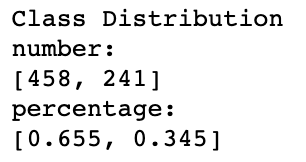 Class Distribution
number:
[458, 241]
percentage:
[0.655, 0.345]